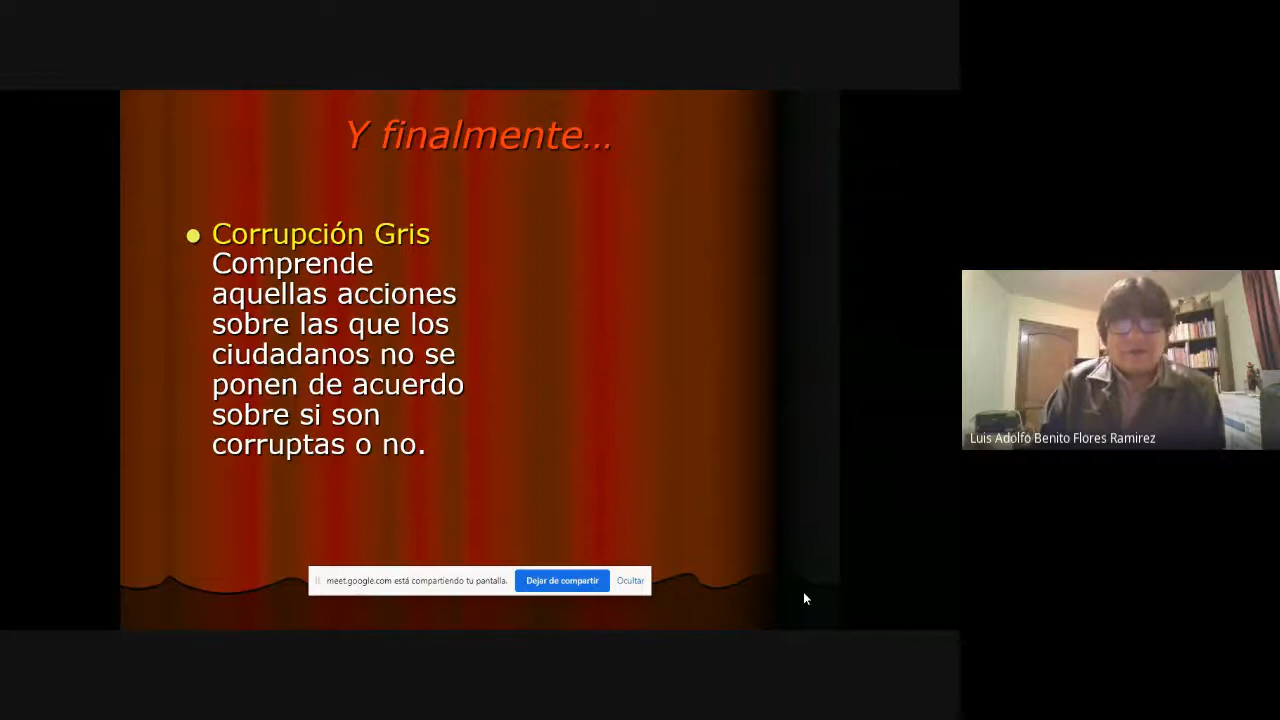 Y finalmente...
Corrupción Gris
Comprende
aquellas acciones
sobre las que los
ciudadanos no se
ponen de acuerdo
sobre si son
corruptas o no.
meet.google.com está compartiendo tu pantalla.
Dejar de compartir
Ocultar
Luis Adolfo Benito Flores Ramirez